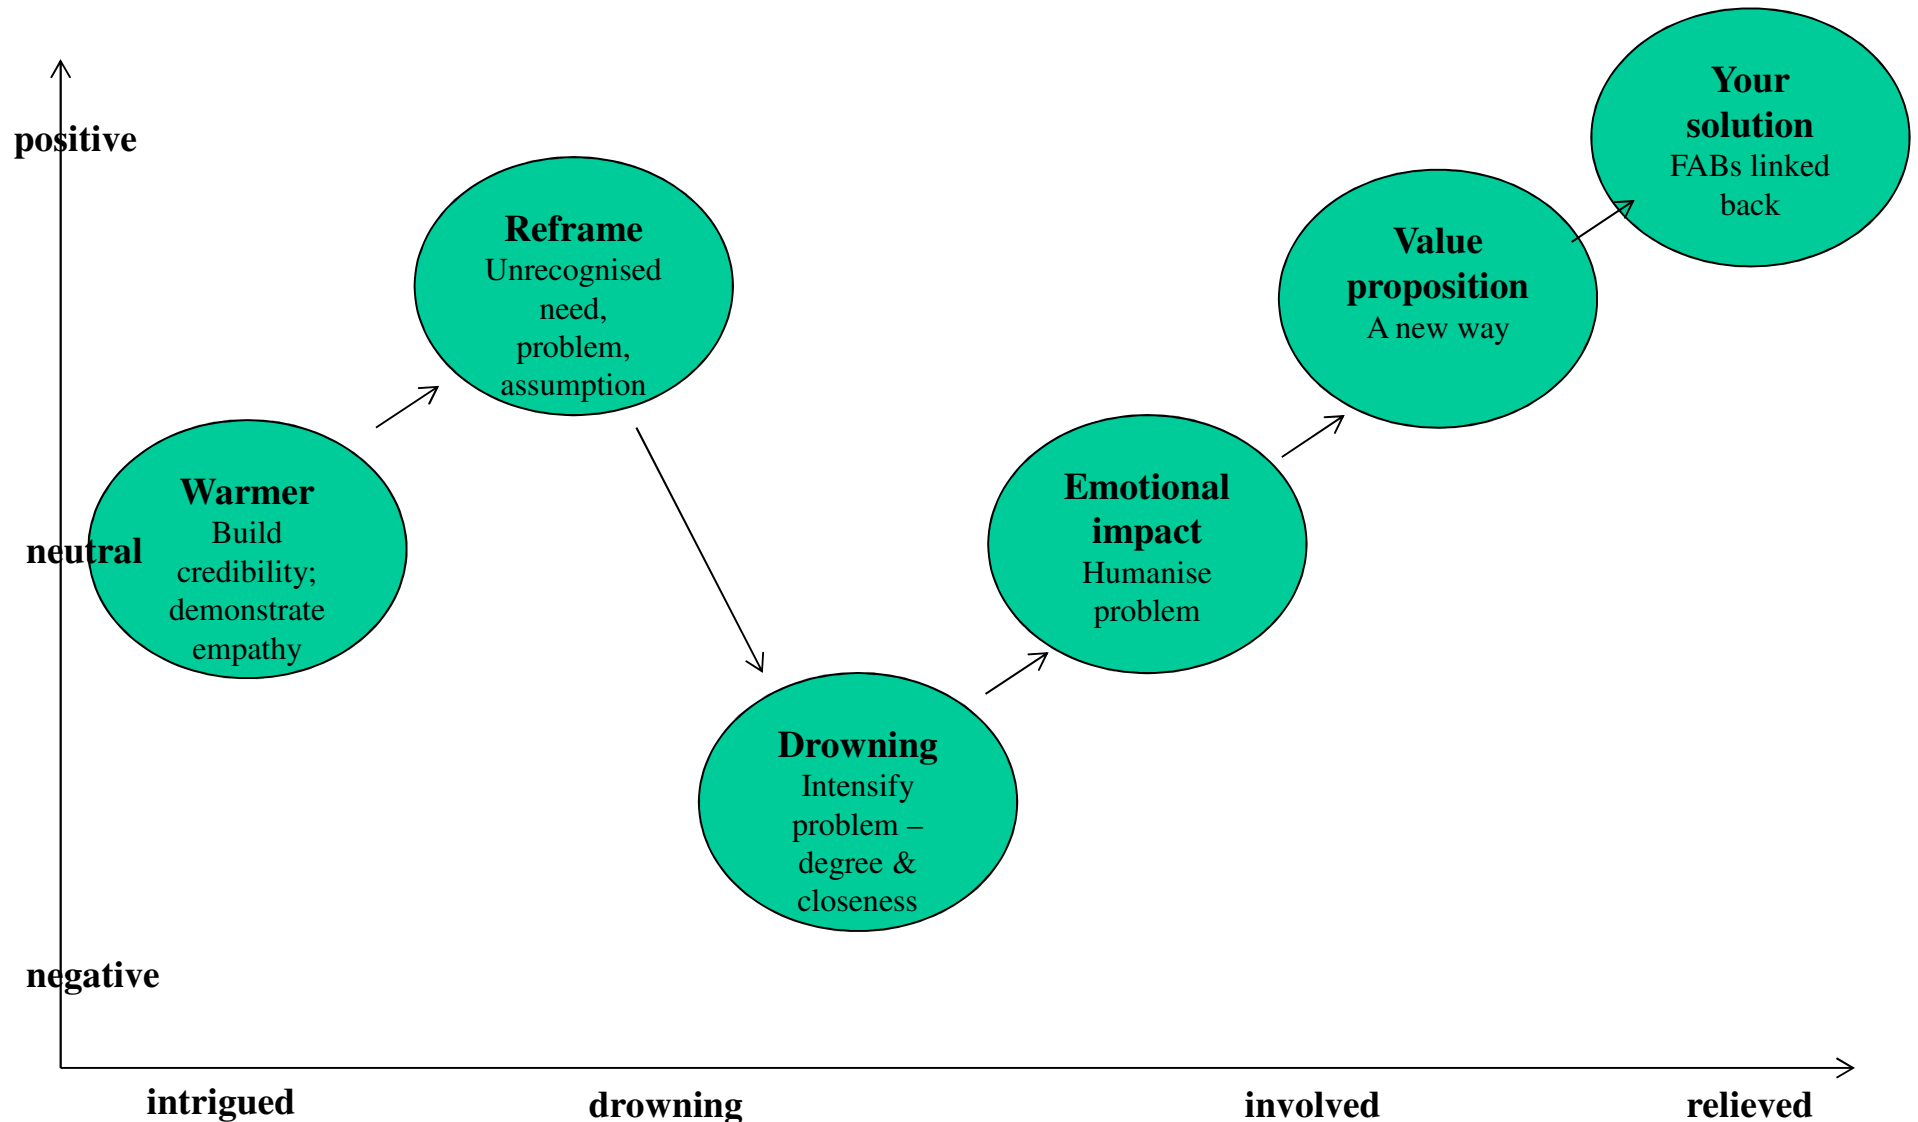 positive
neutral
negative
Warmer
Build
credibility;
demonstrate
empathy
Reframe
Unrecognised
need,
problem,
assumption
Drowning
Intensify
problem –
degree &
closeness
Emotional
impact
Humanise
problem
Value
proposition
A new way
Your
solution
FABs linked
back
intrigued
drowning
involved
relieved